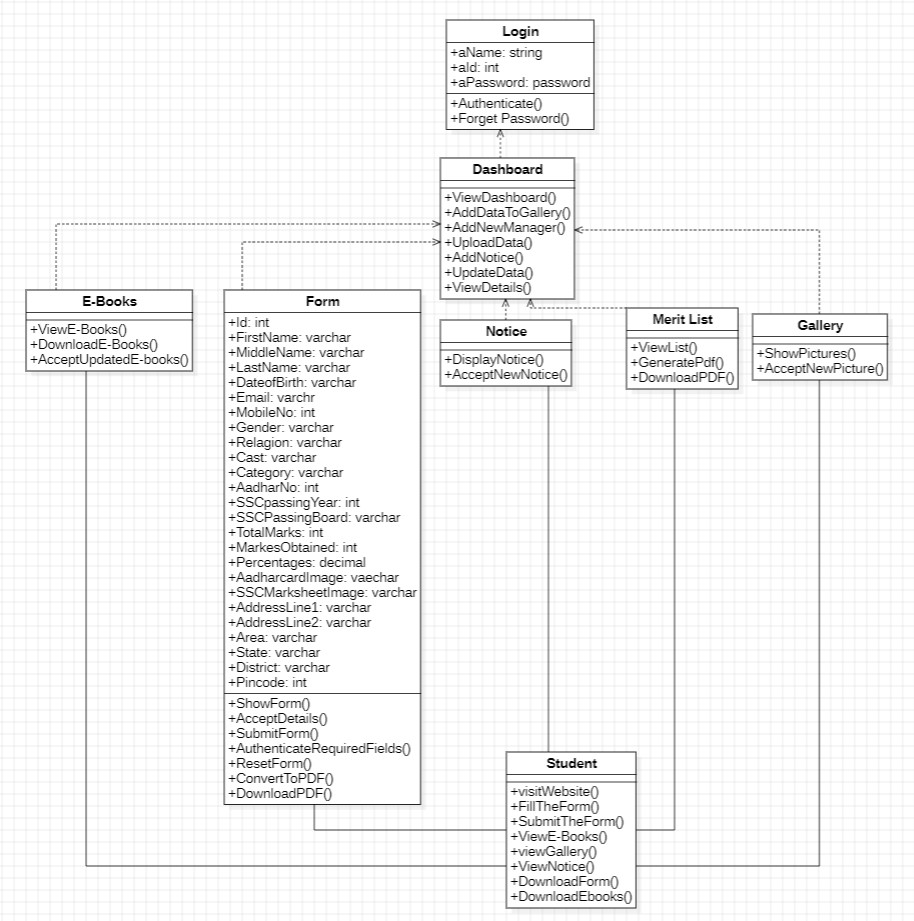 Login
+aName: string
+aId: int
+aPassword: password
+Authenticate()
+Forget Password()
Dashboard
+ViewDashboard()
+AddDataToGallery()
+AddNewManager()
+UploadData()
+AddNotice()
+UpdateData()
+ViewDetails()
E-Books
+ViewE-Books()
+DownloadE-Books()
+AcceptUpdatedE-books()
Form
+Id: int
+FirstName: varchar
+MiddleName: varchar
+LastName: varchar
+DateofBirth: varchar
+Email: varchr
+MobileNo: int
+Gender: varchar
+Relagion: varchar
+Cast: varchar
+Category: varchar
+AadharNo: int
+SSCpassingYear: int
+SSCPassingBoard: varchar
+TotalMarks: int
+MarkesObtained: int
+Percentages: decimal
+AadharcardImage: vaechar
+SSCMarksheetImage: varchar
+AddressLine1: varchar
+AddressLine2: varchar
+Area: varchar
+State: varchar
+District: varchar
+Pincode: int
+ShowForm()
+AcceptDetails()
+SubmitForm()
+AuthenticateRequiredFields()
+ResetForm()
+ConvertToPDF()
+DownloadPDF()
Notice
+DisplayNotice()
+AcceptNewNotice()
Merit List
+ViewList()
+GeneratePdf()
+DownloadPDF()
Gallery
+ShowPictures()
+AcceptNewPicture()
Student
+visitWebsite()
+FillTheForm()
+SubmitTheForm()
+ViewE-Books()
+viewGallery()
+ViewNotice()
+DownloadForm()
+DownloadEbooks()